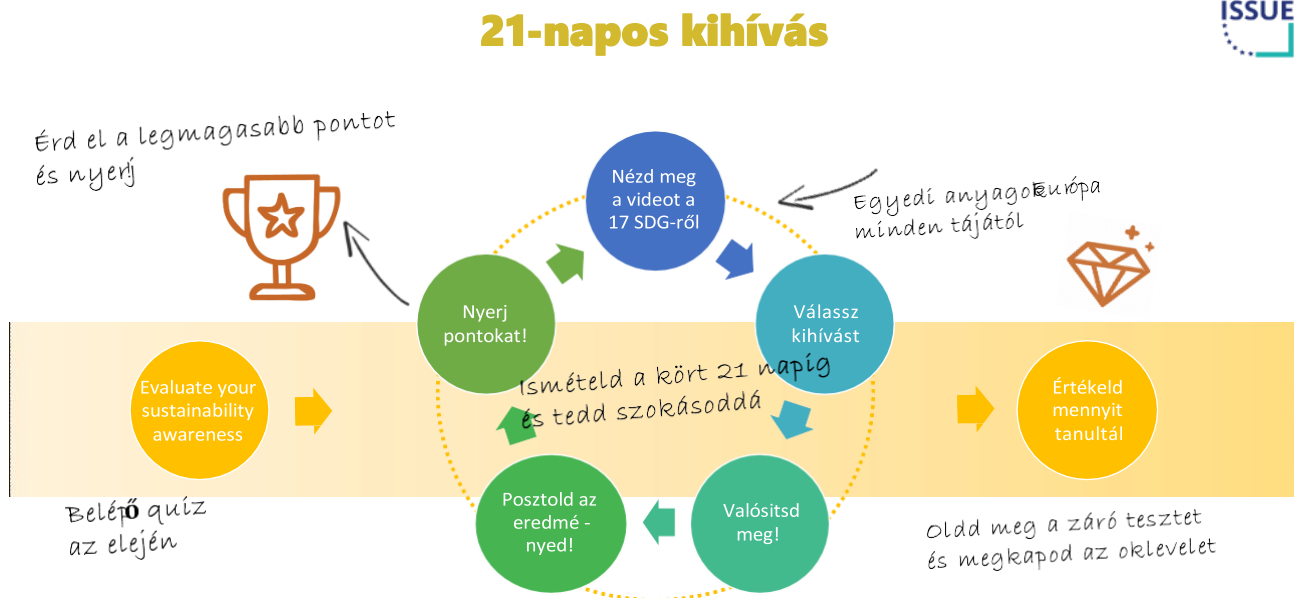 21-napos kihívás
ISSUE
Érd el a legmagasabb pontot
és nyerj!
Nézd meg
a videot a
17 SDG-ről
Egyedi anyagok Európa
minden tájától
Nyerj
pontokat!
Válassz
kihívást
Ismételd a kört 21 napig
és tedd szokásoddá
Evaluate your
sustainability
awareness
Értékeld
mennyit
tanultál
Posztold az
eredmé -
nyed!
Valósitsd
meg!
Belépő quiz
az elején
Oldd meg a záró tesztet
és megkapod az oklevelet